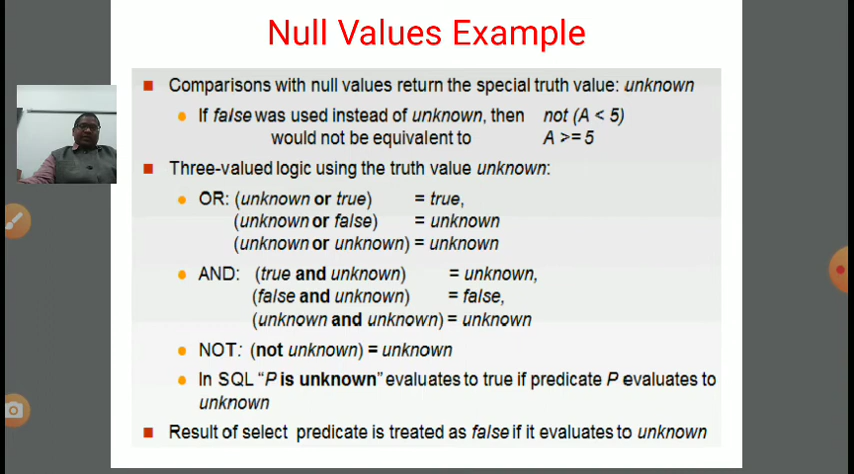 Null Values Example
Comparisons with null values return the special truth value: unknown
If false was used instead of unknown, then not (A < 5)
would not be equivalent to A >= 5
Three-valued logic using the truth value unknown:
OR: (unknown or true) = true,
(unknown or false) = unknown
(unknown or unknown) = unknown
AND: (true and unknown) = unknown,
(false and unknown) = false,
(unknown and unknown) = unknown
NOT: (not unknown) = unknown
In SQL “P is unknown” evaluates to true if predicate P evaluates to
unknown
Result of select predicate is treated as false if it evaluates to unknown